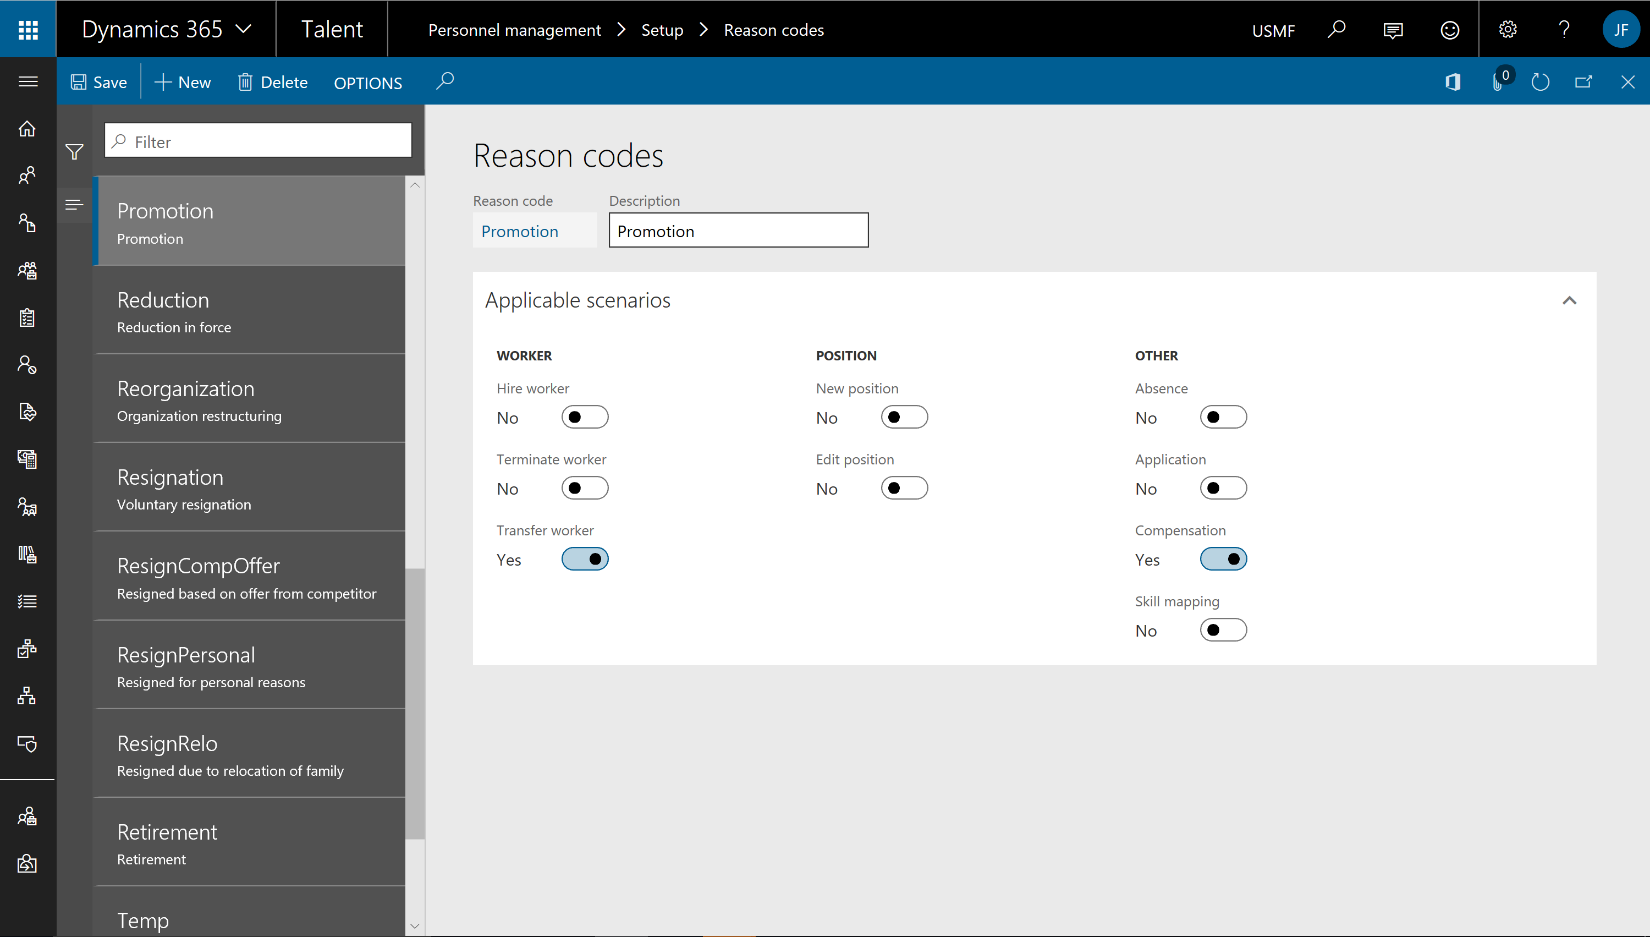 Dynamics 365
Talent
Personnel management > Setup > Reason codes
USMF
?
JF
Save
New
Delete
OPTIONS
0
Filter
Promotion
Promotion
Reduction
Reduction in force
Reorganization
Organization restructuring
Resignation
Voluntary resignation
ResignCompOffer
Resigned based on offer from competitor
ResignPersonal
Resigned for personal reasons
ResignRelo
Resigned due to relocation of family
Retirement
Retirement
Temp
Reason codes
Reason code
Promotion
Description
Promotion
Applicable scenarios
WORKER
Hire worker
No
Terminate worker
No
Transfer worker
Yes
POSITION
New position
No
Edit position
No
OTHER
Absence
No
Application
No
Compensation
Yes
Skill mapping
No